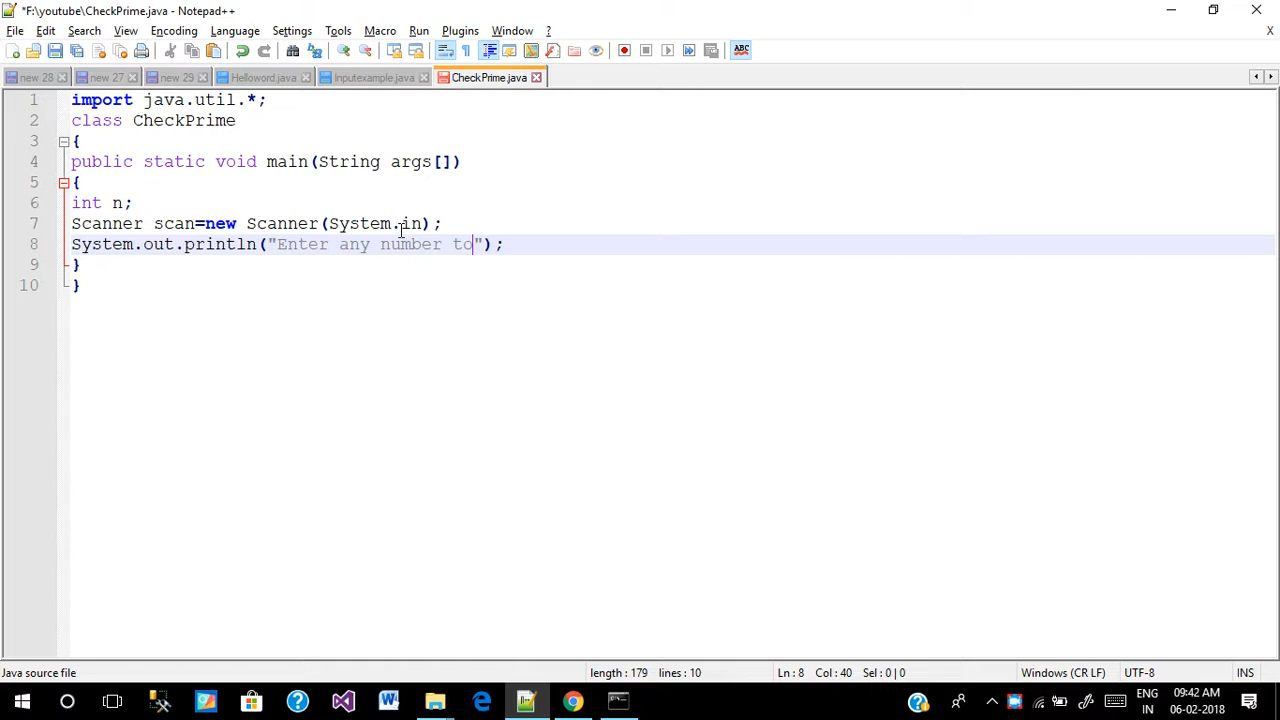 *F:\youtube\CheckPrime.java - Notepad++
File Edit Search View Encoding Language Settings Tools Macro Run Plugins Window ?
X
ABC
new 28 new 27 new 29 Helloword.java Inputexample.java CheckPrime.java
1 import java.util.*;
2 class CheckPrime
3 {
4 public static void main(String args[])
5 {
6 int n;
7 Scanner scan=new Scanner(System.in);
8 System.out.println("Enter any number to");
9 }
10 }
Java source file length : 179 lines : 10 Ln : 8 Col : 40 Sel : 0 | 0 Windows (CR LF) UTF-8 INS
ENG 09:42 AM
IN 06-02-2018